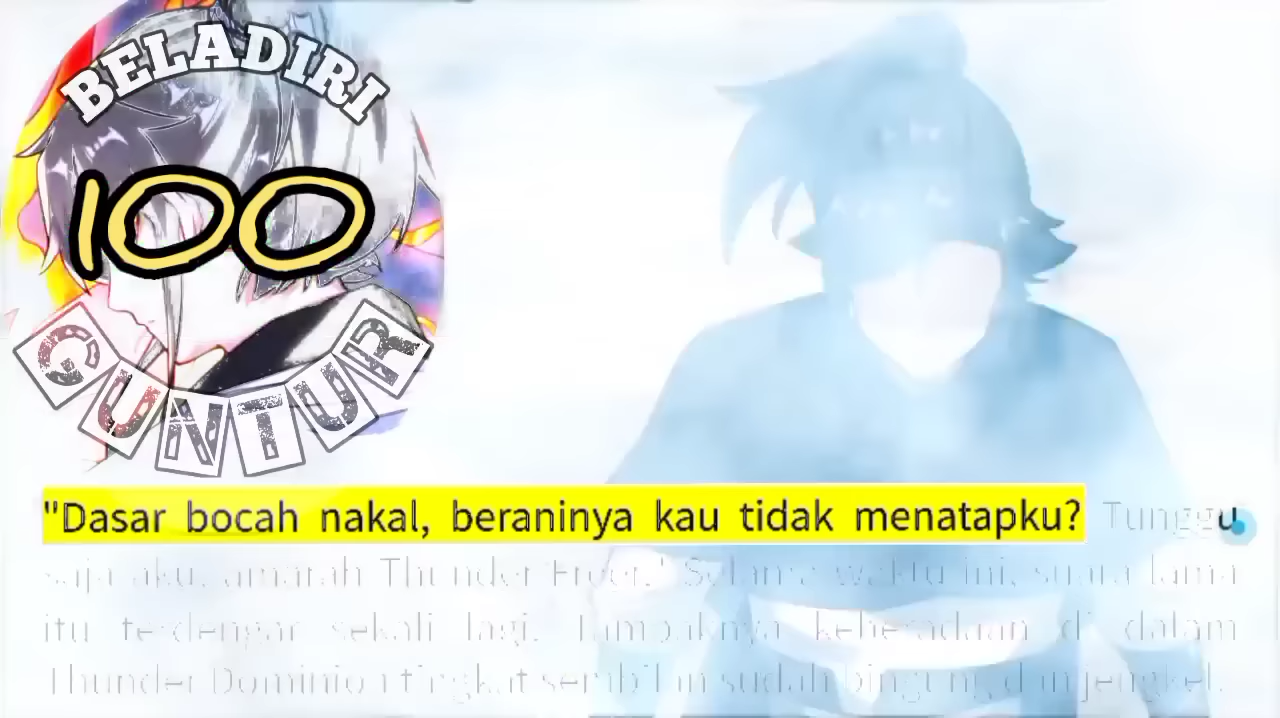 BELADIRI
100
GUNTUR
"Dasar bocah nakal, beraninya kau tidak menatapku? Tunggu
saja aku, amarah Thunder Freer." Selama waktu ini, suara lama
itu terdengar sekali lagi. Tampaknya keberadaan di dalam
Thunder Dominion tingkat sembilan sudah bingung dan jengkel.